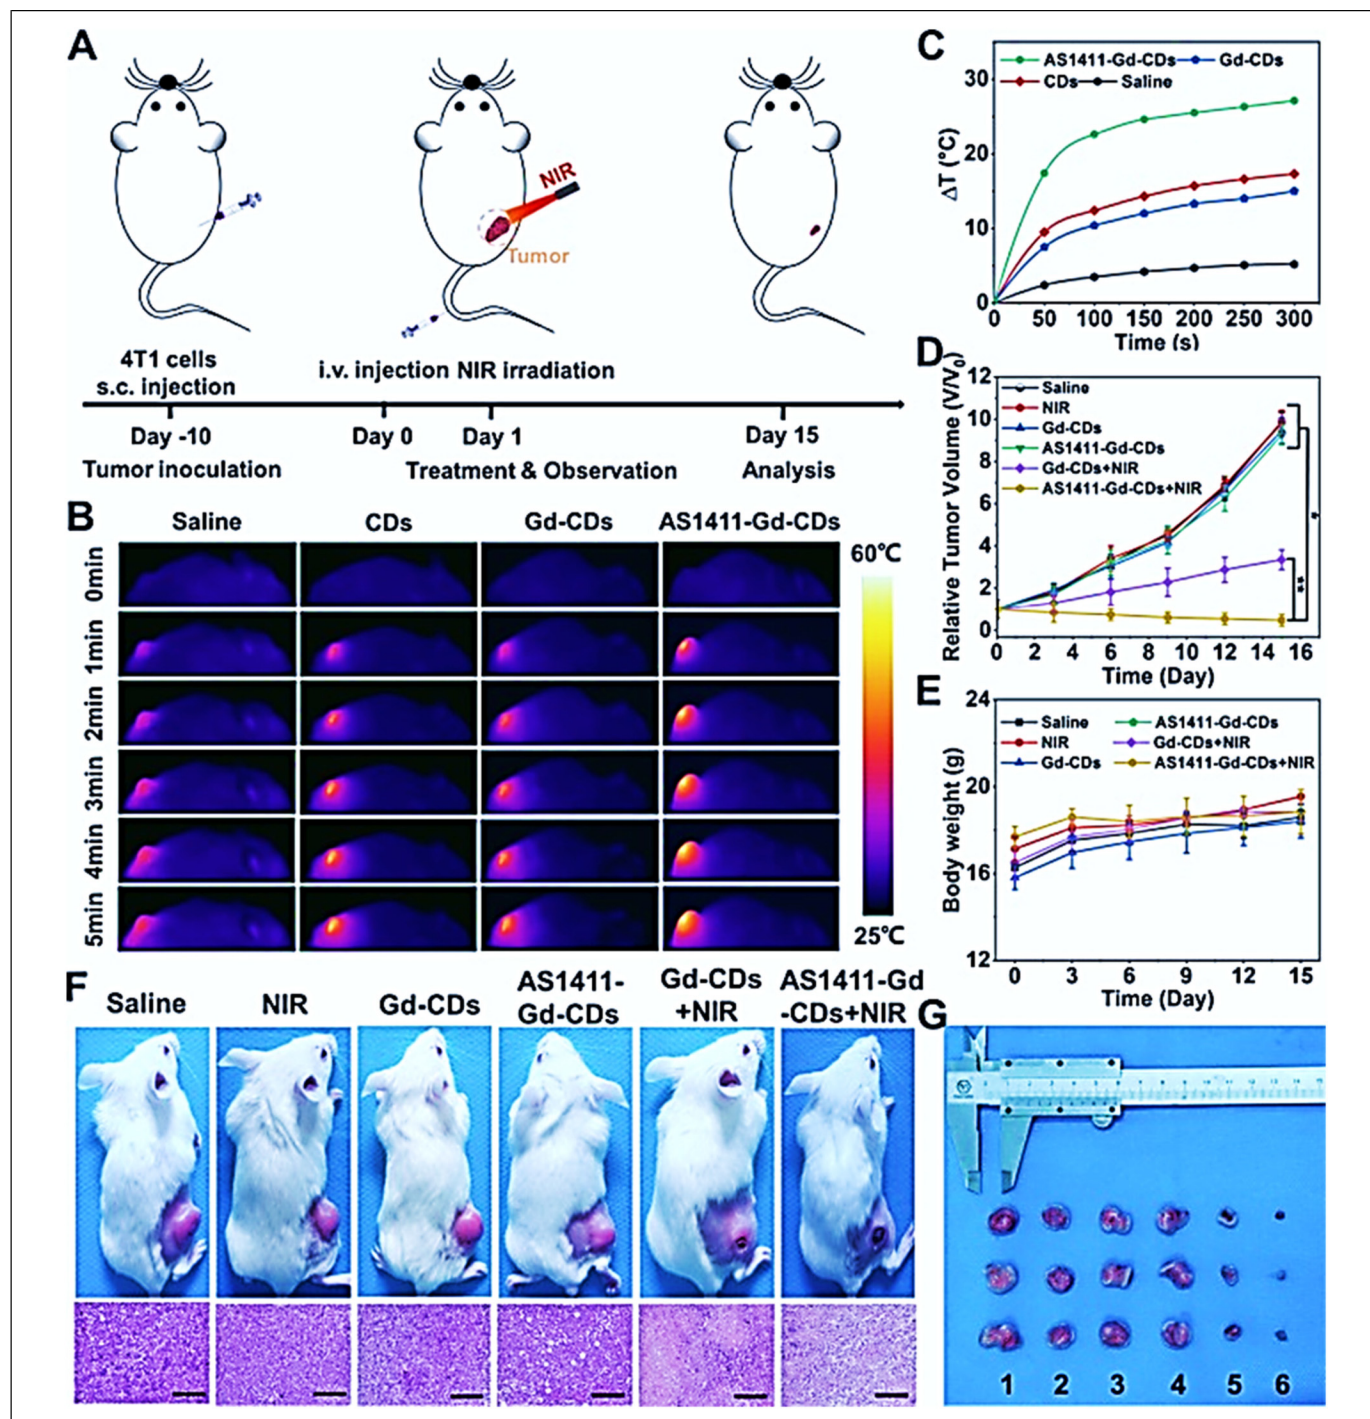 A
NIR
Tumor
4T1 cells
s.c. injection
i.v. injection NIR irradiation
Day -10
Day 0
Day 1
Day 15
Tumor inoculation
Treatment & Observation
Analysis
B
Saline
CDs
Gd-CDs
AS1411-Gd-CDs
0min
1min
2min
3min
4min
5min
60℃
25℃
C
AS1411-Gd-CDs
Gd-CDs
CDs
Saline
ΔT (°C)
30
20
10
0
0 50 100 150 200 250 300
Time (s)
D
Relative Tumor Volume (V/V₀)
12
10
8
6
4
2
0
Saline
NIR
Gd-CDs
AS1411-Gd-CDs
Gd-CDs+NIR
AS1411-Gd-CDs+NIR
*
**
0 2 4 6 8 10 12 14 16
Time (Day)
E
Body weight (g)
24
20
16
12
Saline
NIR
Gd-CDs
AS1411-Gd-CDs
Gd-CDs+NIR
AS1411-Gd-CDs+NIR
0 3 6 9 12 15
Time (Day)
F
Saline
NIR
Gd-CDs
AS1411-
Gd-CDs
Gd-CDs
+NIR
AS1411-Gd
-CDs+NIR
G
1 2 3 4 5 6